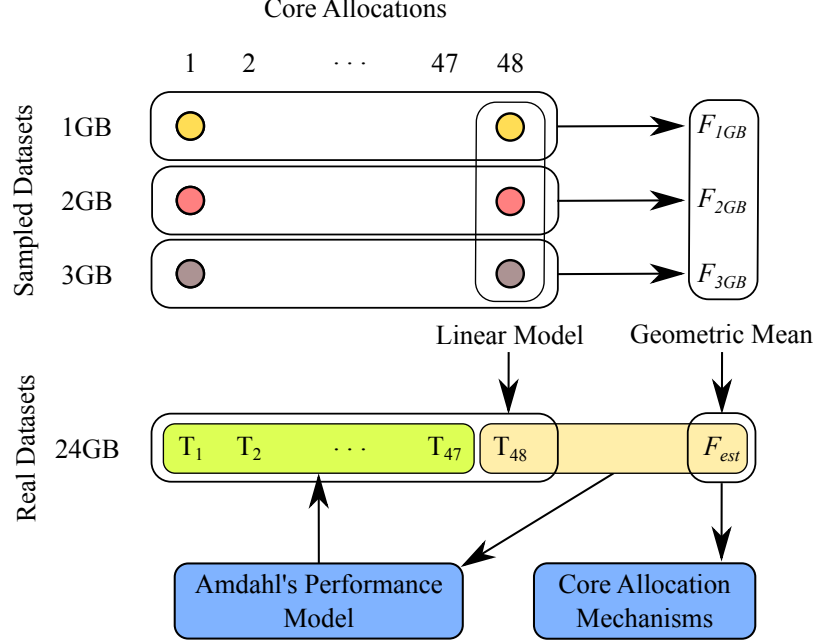 Core Allocations
1 2 ··· 47 48
Sampled Datasets
1GB F1GB
2GB F2GB
3GB F3GB
Linear Model Geometric Mean
Real Datasets
24GB T1 T2 ··· T47 T48 Fest
Amdahl's Performance
Model
Core Allocation
Mechanisms